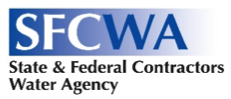 SFCWA
State & Federal Contractors
Water Agency